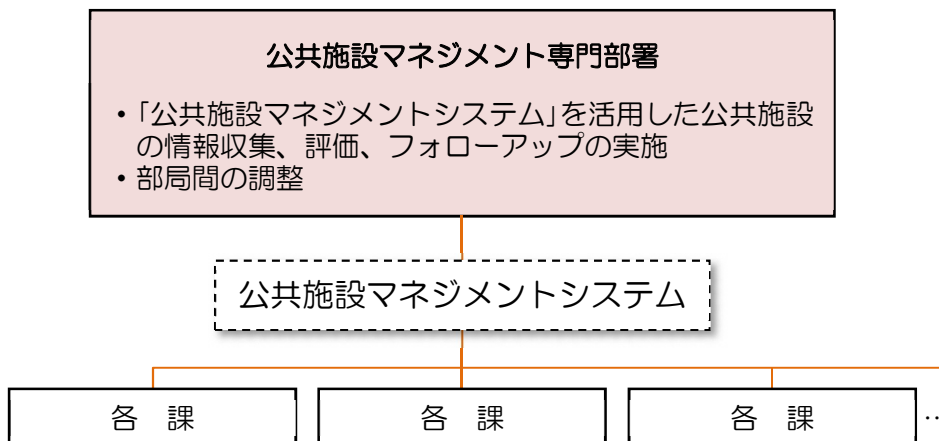 公共施設マネジメント専門部署
・「公共施設マネジメントシステム」を活用した公共施設
の情報収集、評価、フォローアップの実施
・部局間の調整
公共施設マネジメントシステム
各　課
各　課
各　課
…